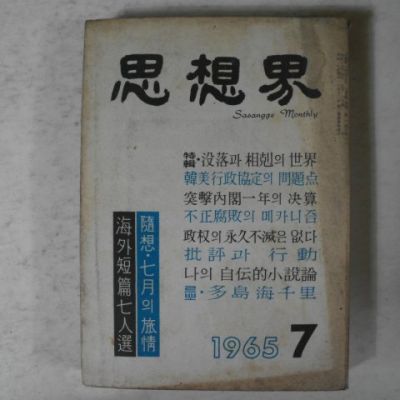 思想界
Sasangge Monthly
特輯·没落과 相剋의 世界
韓美行政協定의 問題点
突擊內閣一年의 決算
不正腐敗의 메카니즘
政权의 永久不滅은 없다
批評과 行動
나의 自伝的小說論
多島海千里
隨想·七月의 旅情
海外短篇七人選
1965 7